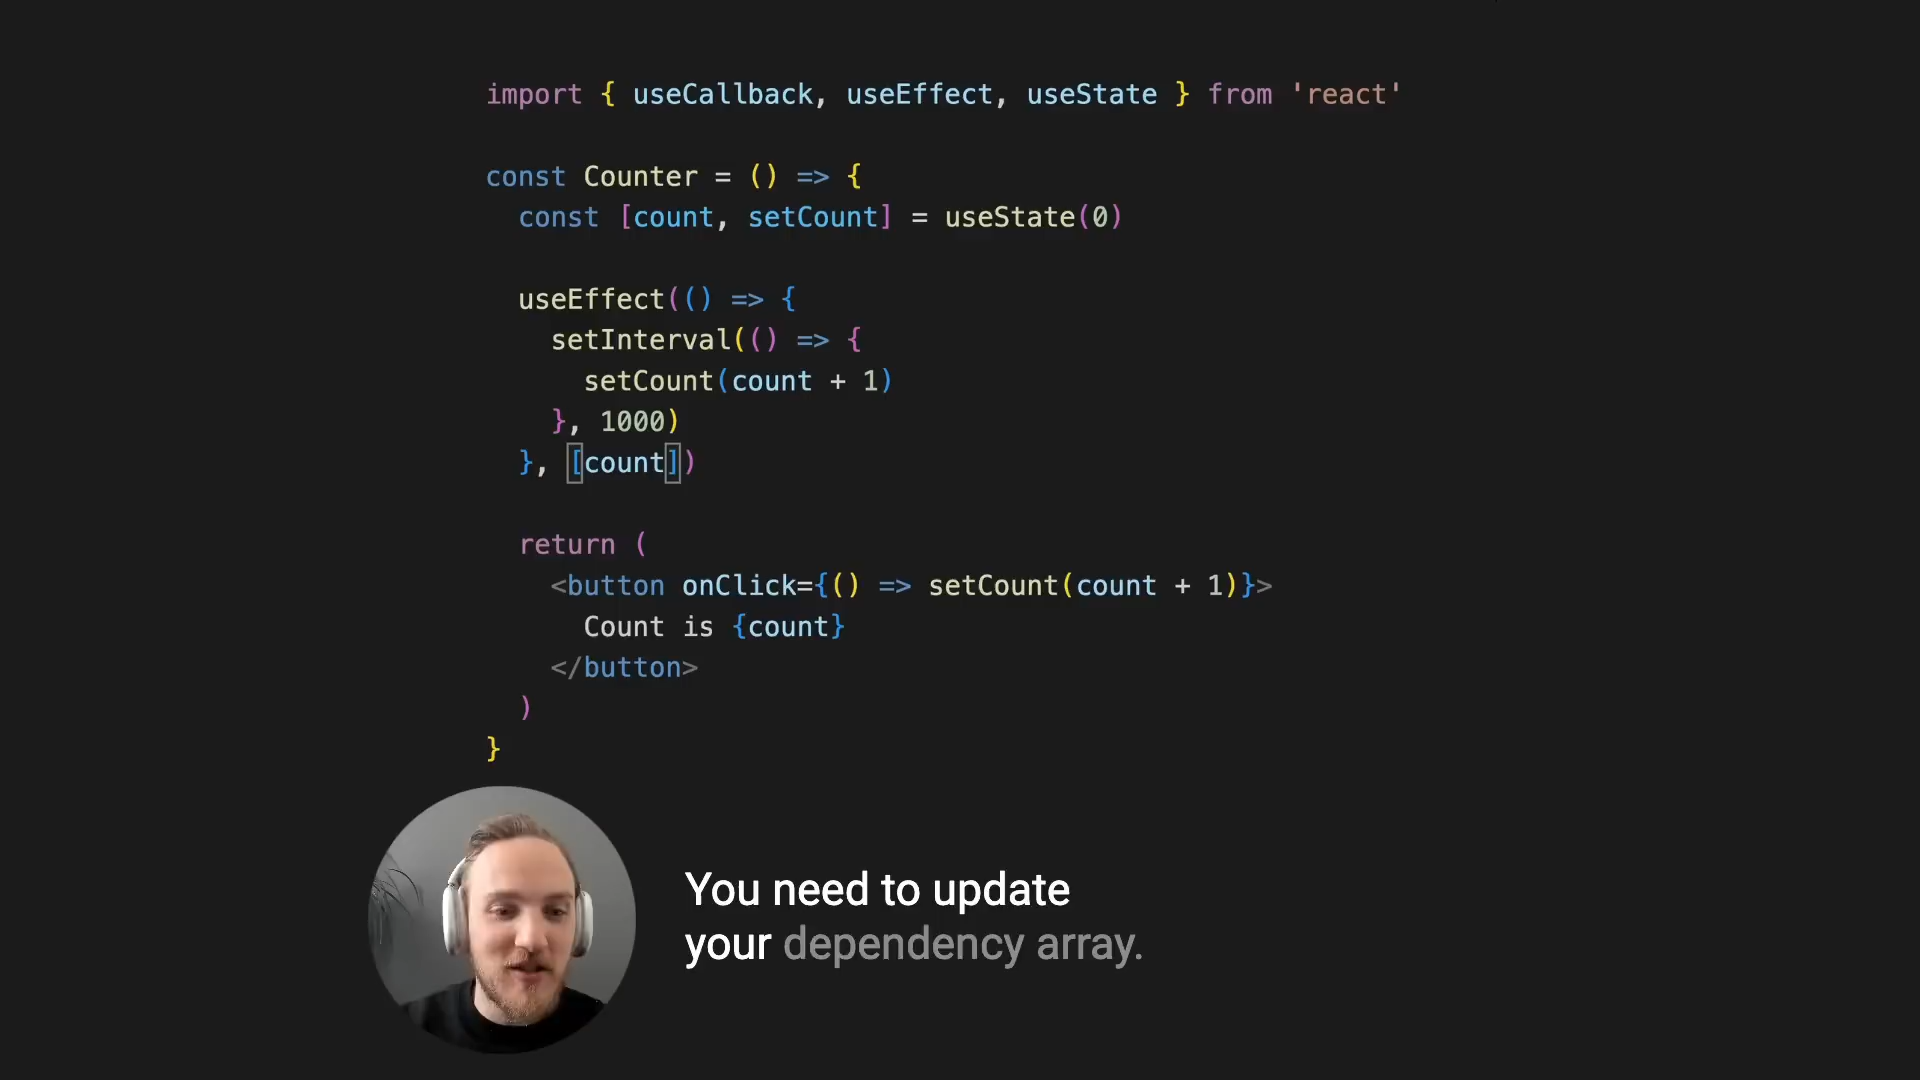 import { useCallback, useEffect, useState } from 'react'
const Counter = () => {
const [count, setCount] = useState(0)
useEffect(() => {
setInterval(() => {
setCount(count + 1)
}, 1000)
}, [count])
return (
<button onClick={() => setCount(count + 1)}>
Count is {count}
</button>
)
}
You need to update
your dependency array.